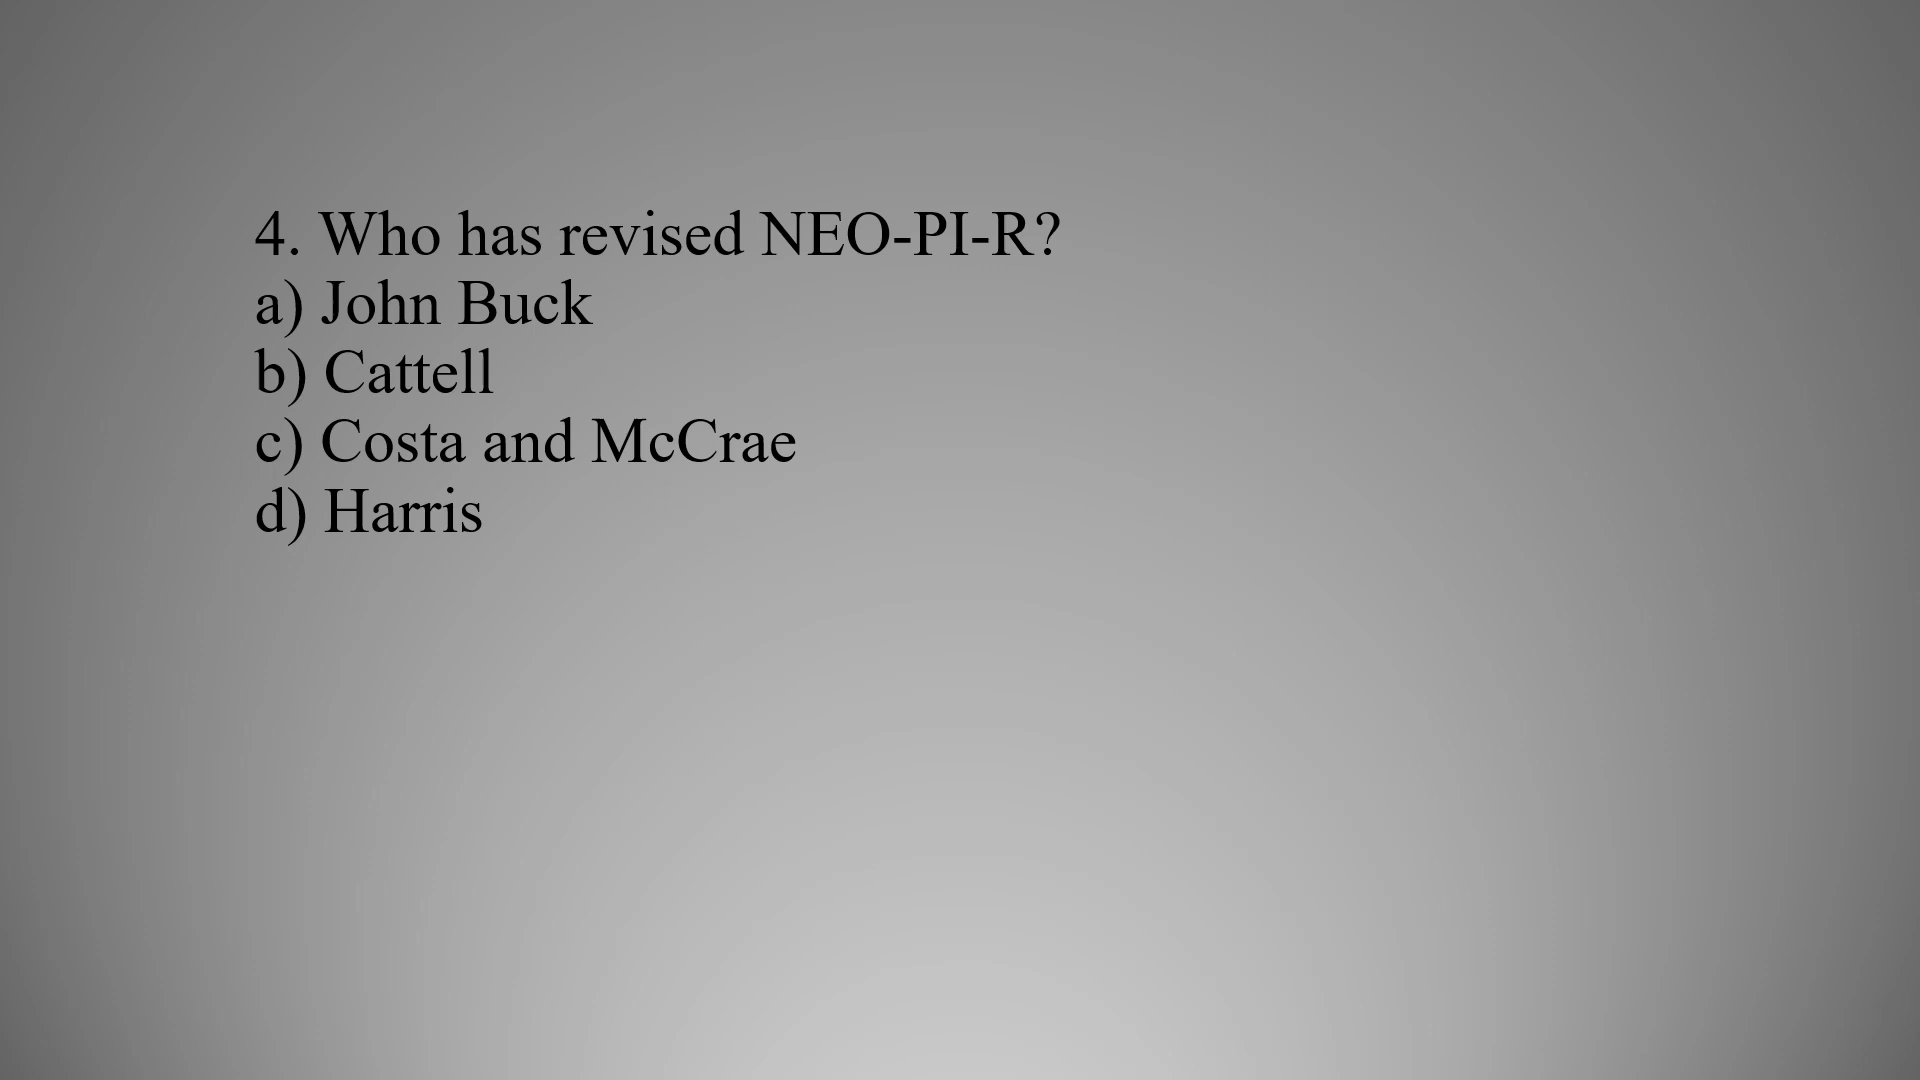 4. Who has revised NEO-PI-R?
a) John Buck
b) Cattell
c) Costa and McCrae
d) Harris